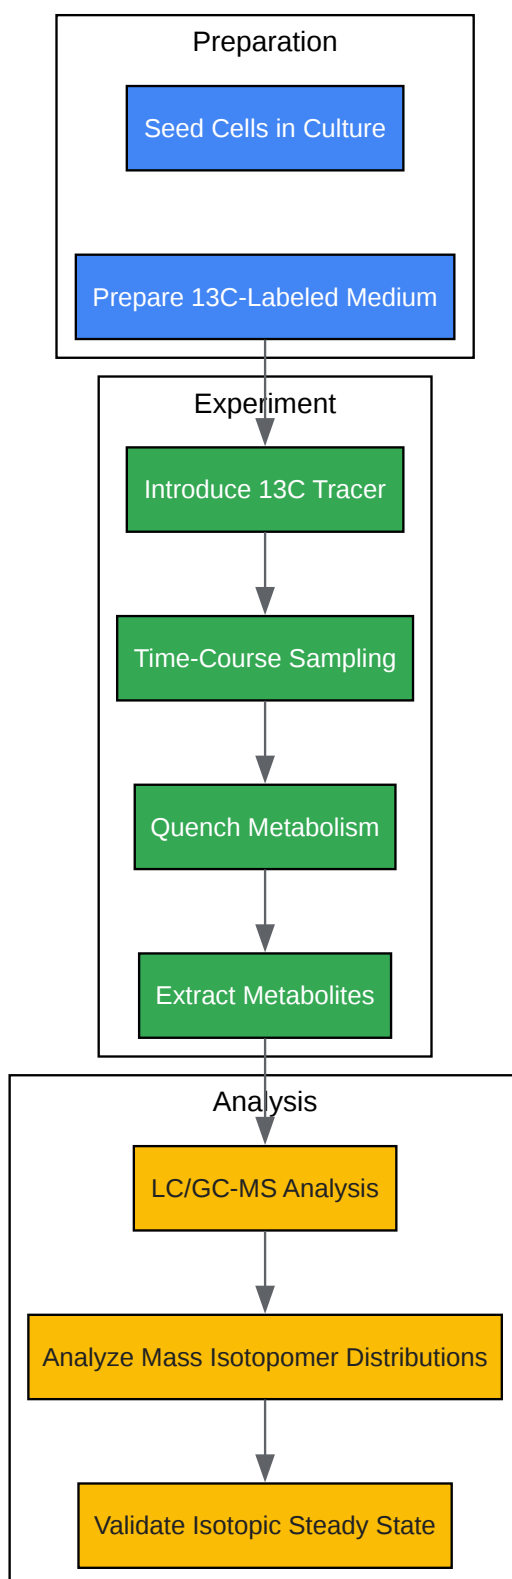 Preparation
Seed Cells in Culture
Prepare 13C-Labeled Medium
Experiment
Introduce 13C Tracer
Time-Course Sampling
Quench Metabolism
Extract Metabolites
Analysis
LC/GC-MS Analysis
Analyze Mass Isotopomer Distributions
Validate Isotopic Steady State